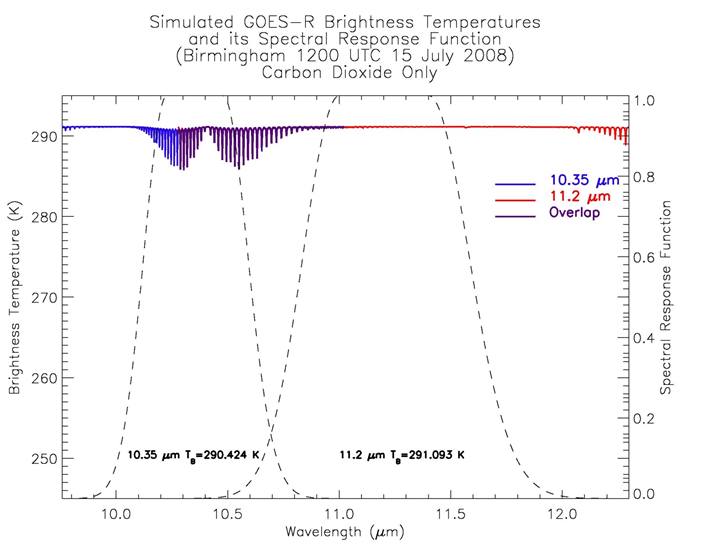 Simulated GOES-R Brightness Temperatures
and its Spectral Response Function
(Birmingham 1200 UTC 15 July 2008)
Carbon Dioxide Only
290
280
270
260
250
Brightness Temperature (K)
1.0
0.8
0.6
0.4
0.2
0.0
Spectral Response Function
10.35 μm
11.2 μm
Overlap
10.35 μm T_B=290.424 K
11.2 μm T_B=291.093 K
10.0 10.5 11.0 11.5 12.0
Wavelength (μm)